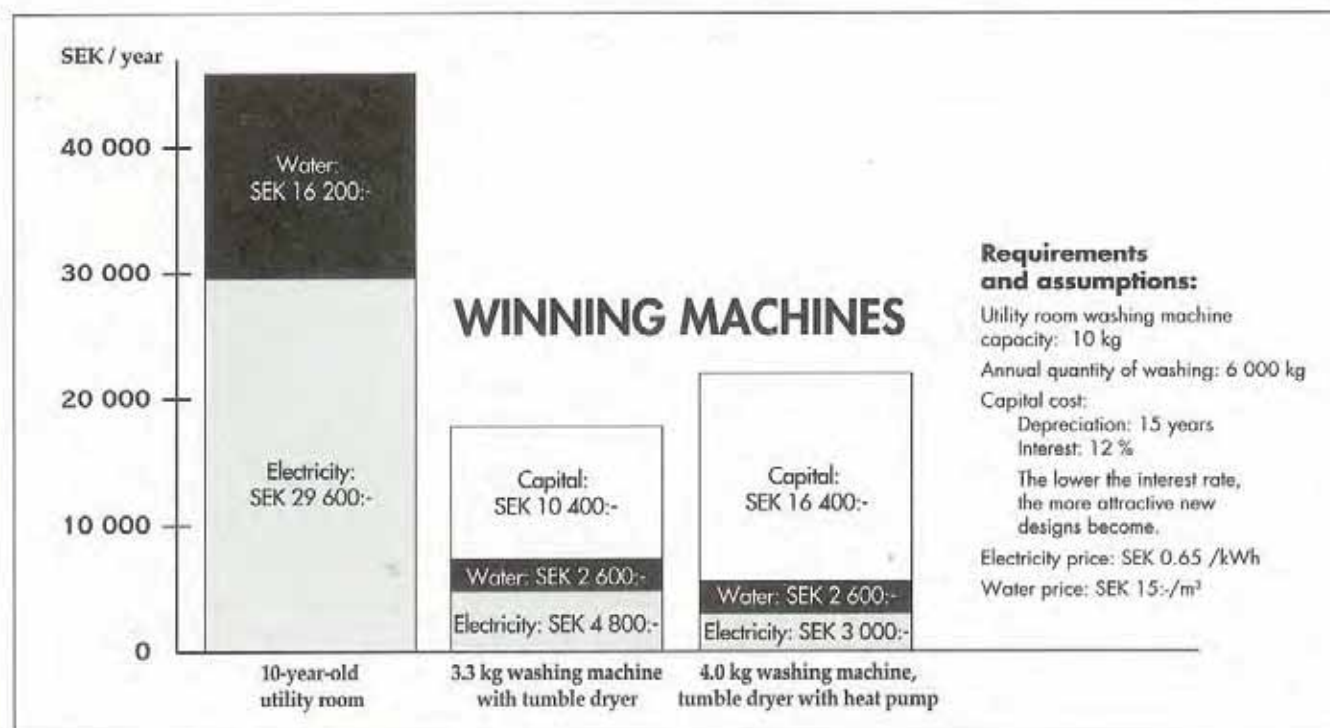 SEK / year
40 000
30 000
20 000
10 000
0
Water:
SEK 16 200:-
Electricity:
SEK 29 600:-
10-year-old
utility room
WINNING MACHINES
Capital:
SEK 10 400:-
Water: SEK 2 600:-
Electricity: SEK 4 800:-
3.3 kg washing machine
with tumble dryer
Capital:
SEK 16 400:-
Water: SEK 2 600:-
Electricity: SEK 3 000:-
4.0 kg washing machine,
tumble dryer with heat pump
Requirements
and assumptions:
Utility room washing machine
capacity: 10 kg
Annual quantity of washing: 6 000 kg
Capital cost:
Depreciation: 15 years
Interest: 12 %
The lower the interest rate,
the more attractive new
designs become.
Electricity price: SEK 0.65 /kWh
Water price: SEK 15:-/m³